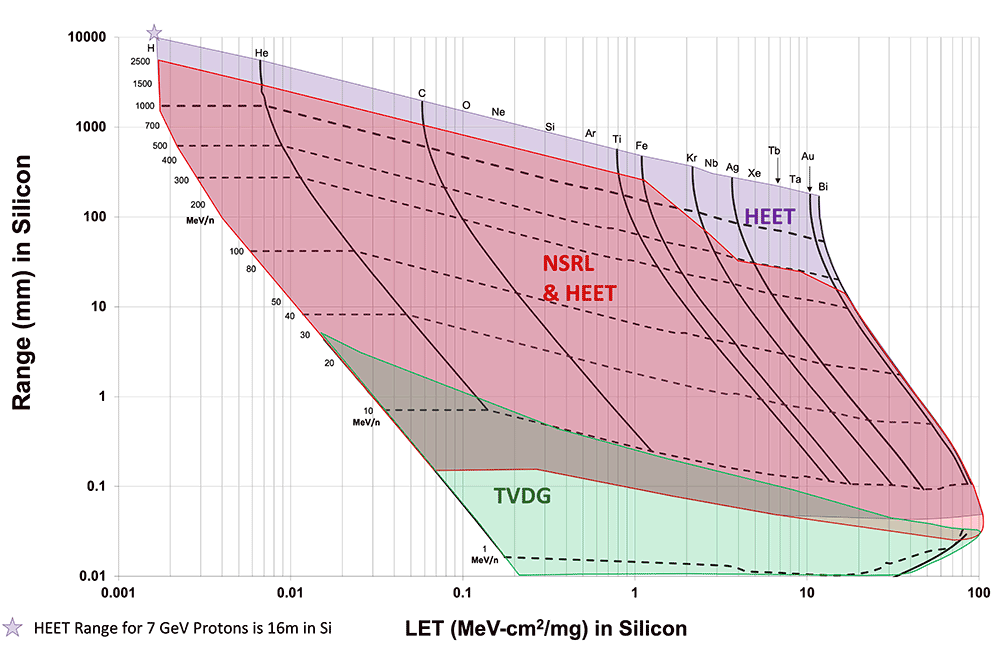 10000
1000
100
10
1
0.1
0.01
Range (mm) in Silicon
H
2500
1500
1000
700
500
400
300
200
MeV/n
100
80
50
40
30
20
10
MeV/n
1
MeV/n
He
C
O
Ne
Si
Ar
Ti
Fe
Kr
Nb
Ag
Xe
Tb
Ta
Au
Bi
HEET
NSRL
& HEET
TVDG
0.001
0.01
0.1
1
10
100
HEET Range for 7 GeV Protons is 16m in Si
LET (MeV-cm²/mg) in Silicon